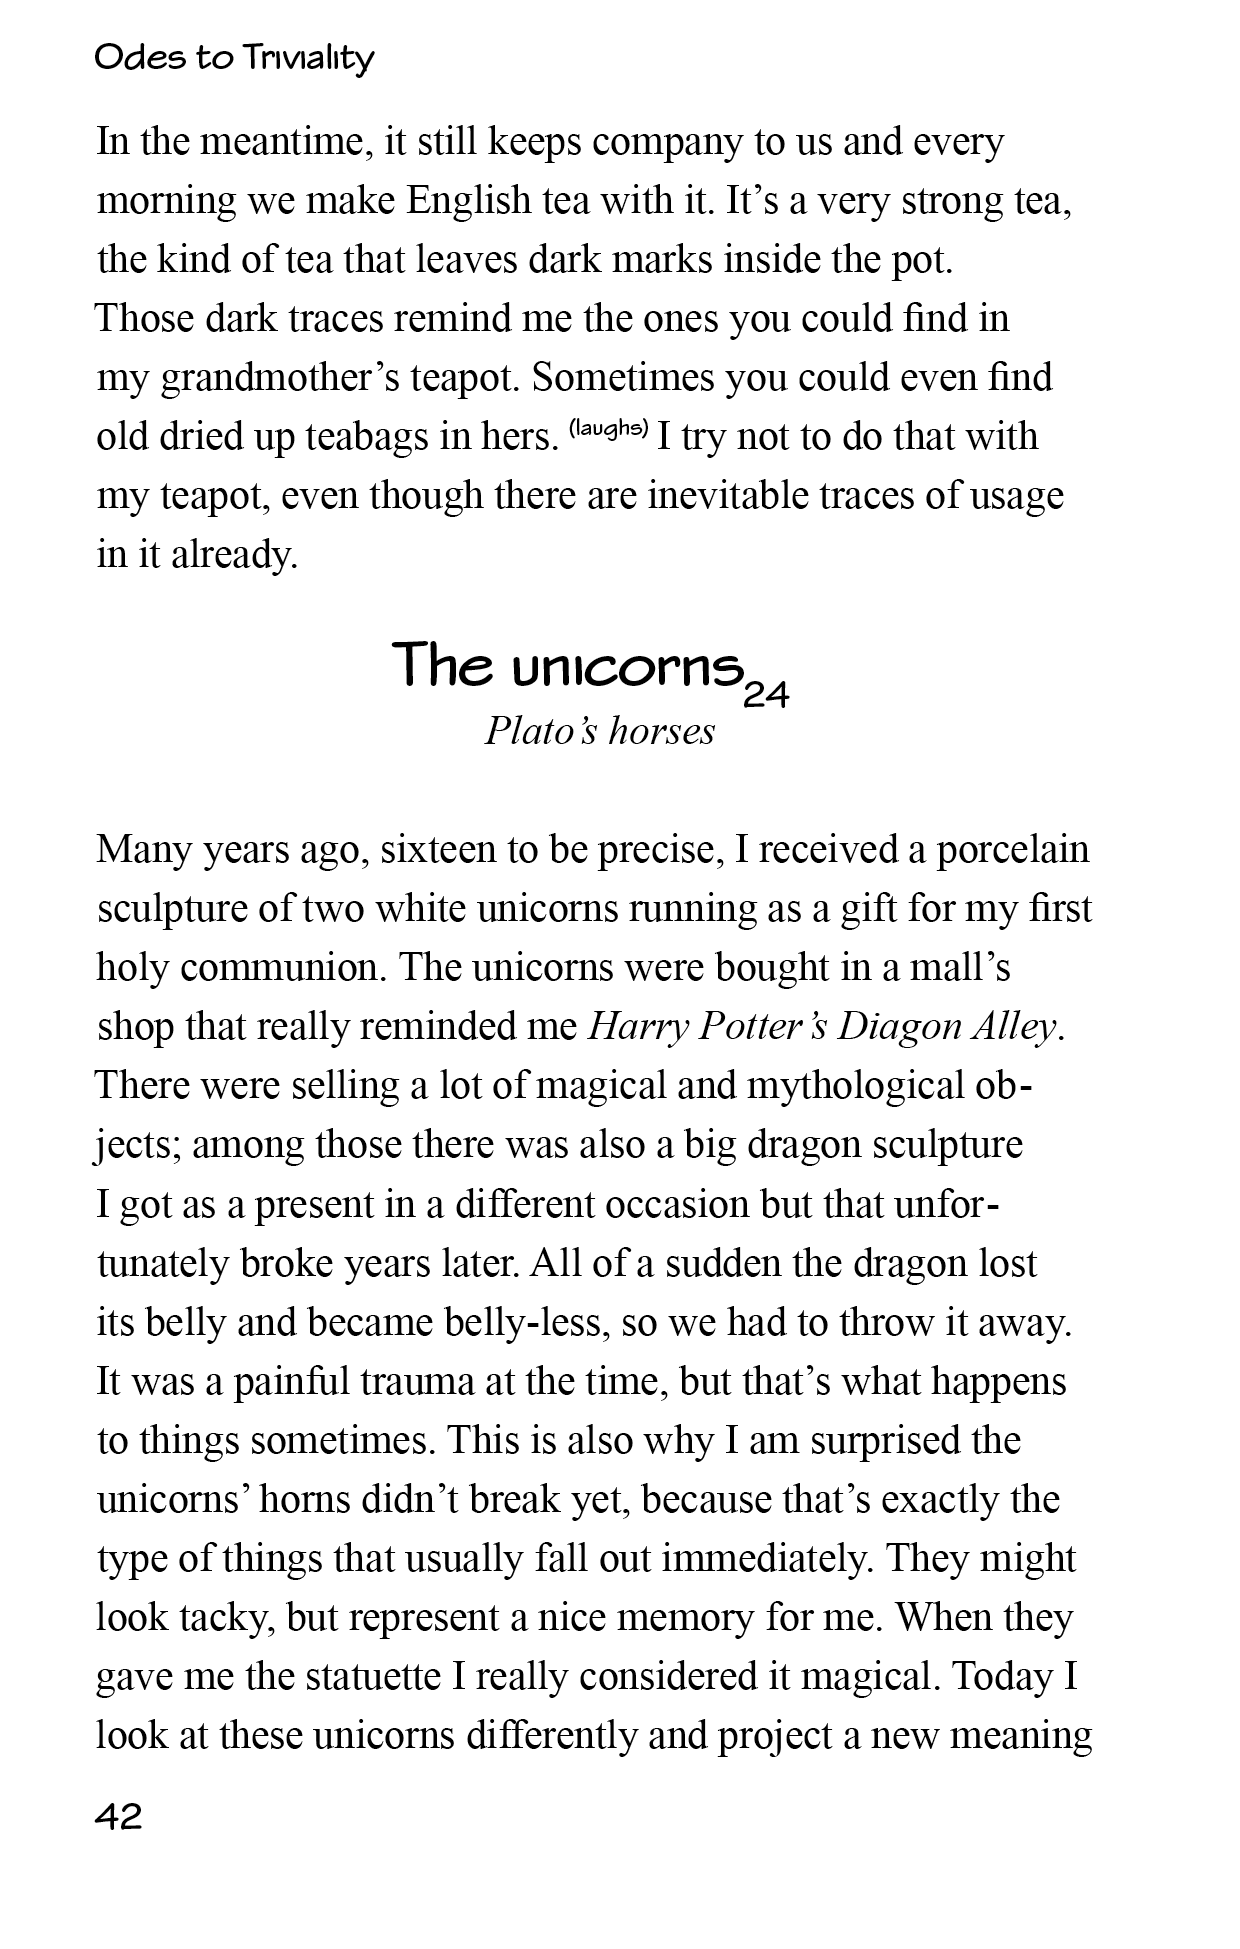 Odes to Triviality
In the meantime, it still keeps company to us and every
morning we make English tea with it. It’s a very strong tea,
the kind of tea that leaves dark marks inside the pot.
Those dark traces remind me the ones you could find in
my grandmother’s teapot. Sometimes you could even find
old dried up teabags in hers. (laughs) I try not to do that with
my teapot, even though there are inevitable traces of usage
in it already.
The unicorns24
Plato’s horses
Many years ago, sixteen to be precise, I received a porcelain
sculpture of two white unicorns running as a gift for my first
holy communion. The unicorns were bought in a mall’s
shop that really reminded me Harry Potter’s Diagon Alley.
There were selling a lot of magical and mythological ob-
jects; among those there was also a big dragon sculpture
I got as a present in a different occasion but that unfor-
tunately broke years later. All of a sudden the dragon lost
its belly and became belly-less, so we had to throw it away.
It was a painful trauma at the time, but that’s what happens
to things sometimes. This is also why I am surprised the
unicorns’ horns didn’t break yet, because that’s exactly the
type of things that usually fall out immediately. They might
look tacky, but represent a nice memory for me. When they
gave me the statuette I really considered it magical. Today I
look at these unicorns differently and project a new meaning
42